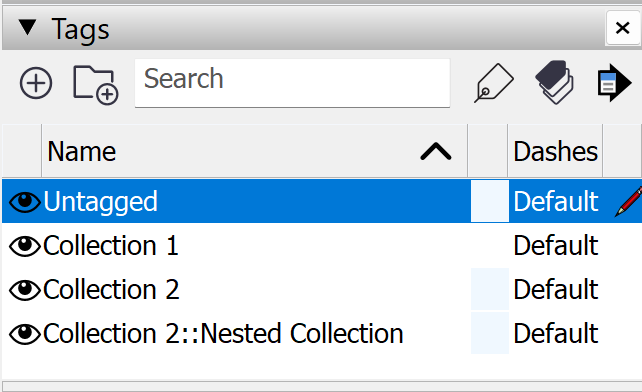 Tags
Search
Name Dashes
Untagged Default
Collection 1 Default
Collection 2 Default
Collection 2::Nested Collection Default